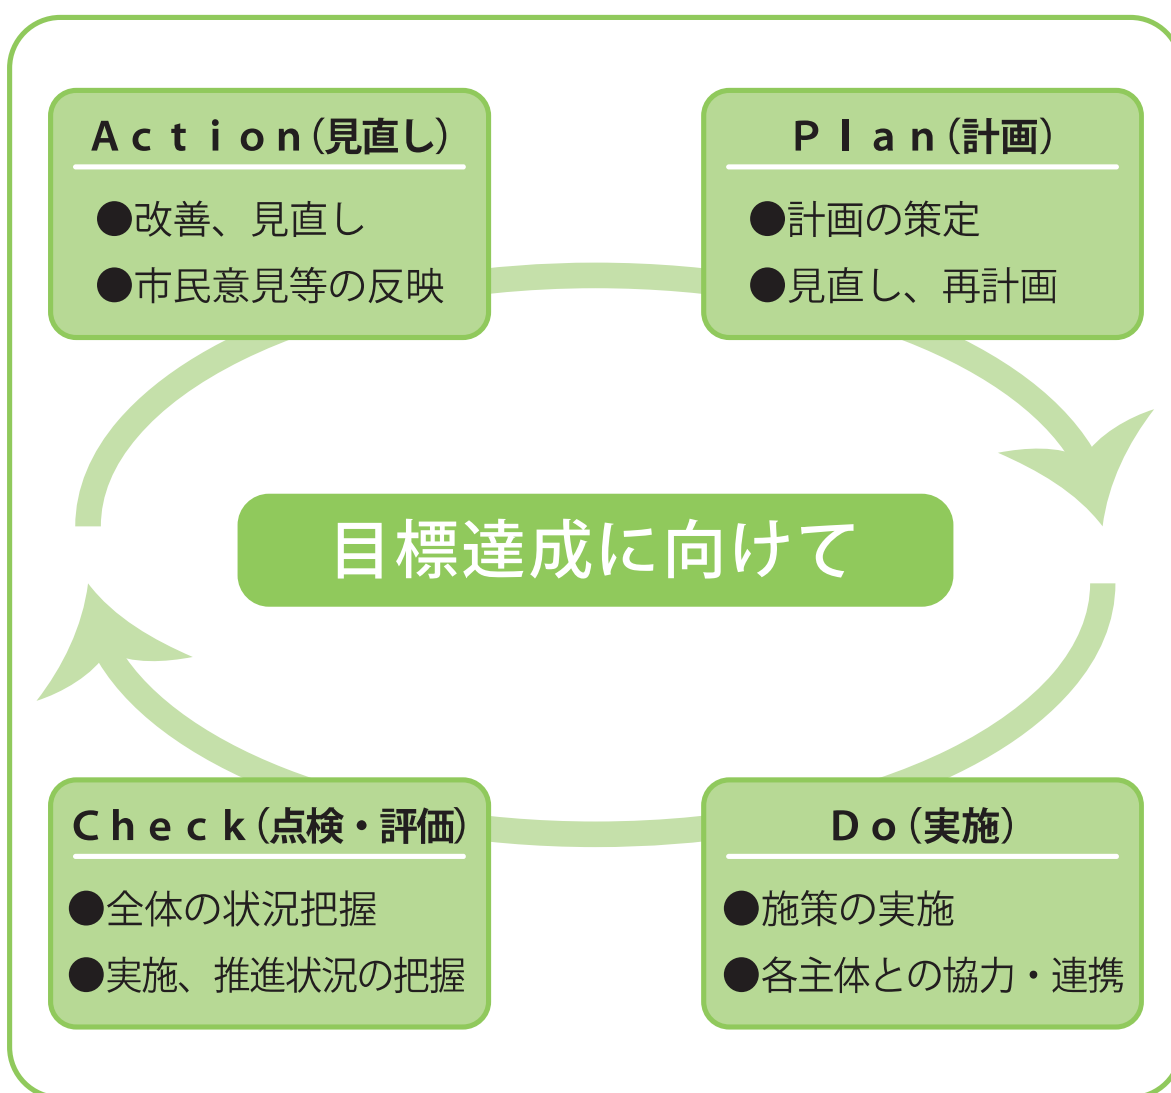 Action(見直し)
●改善、見直し
●市民意見等の反映
Plan(計画)
●計画の策定
●見直し、再計画
目標達成に向けて
Check(点検・評価)
●全体の状況把握
●実施、推進状況の把握
Do(実施)
●施策の実施
●各主体との協力・連携